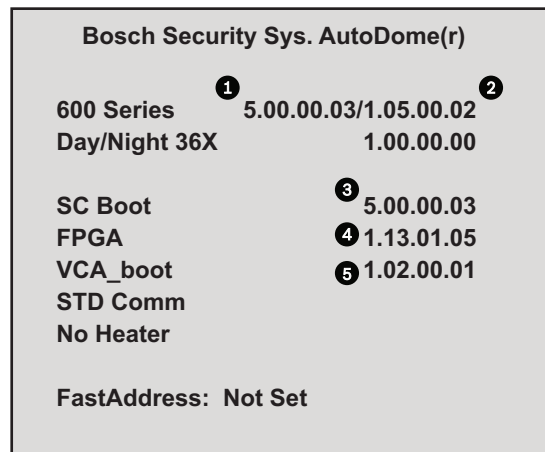 Bosch Security Sys. AutoDome(r)
1 2
600 Series 5.00.00.03/1.05.00.02
Day/Night 36X 1.00.00.00
SC Boot 3 5.00.00.03
FPGA 4 1.13.01.05
VCA_boot 5 1.02.00.01
STD Comm
No Heater
FastAddress: Not Set